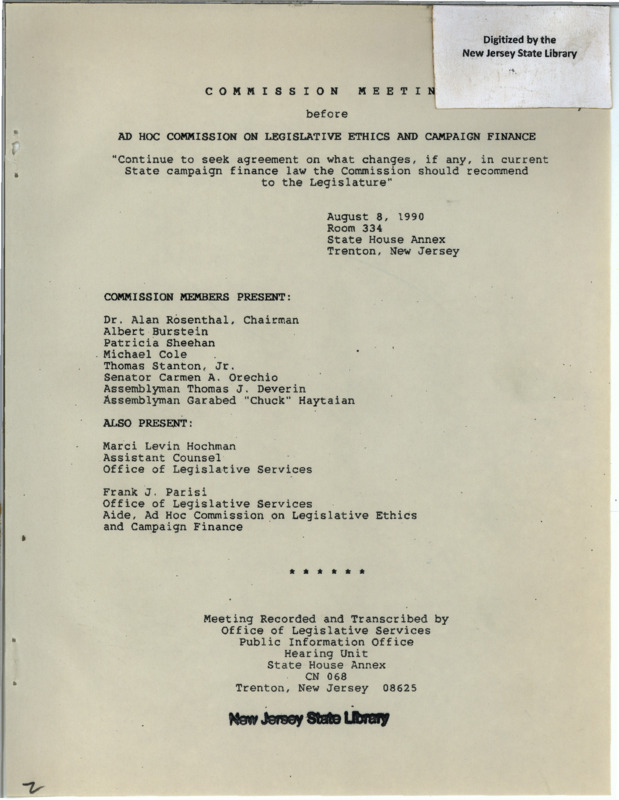 Digitized by the
New Jersey State Library
COMMISSION MEETIN
before
AD HOC COMMISSION ON LEGISLATIVE ETHICS AND CAMPAIGN FINANCE
"Continue to seek agreement on what changes, if any, in current
State campaign finance law the Commission should recommend
to the Legislature"
August 8, 1990
Room 334
State House Annex
Trenton, New Jersey
COMMISSION MEMBERS PRESENT:
Dr. Alan Rosenthal, Chairman
Albert Burstein
Patricia Sheehan
Michael Cole
Thomas Stanton, Jr.
Senator Carmen A. Orechio
Assemblyman Thomas J. Deverin
Assemblyman Garabed "Chuck" Haytaian
ALSO PRESENT:
Marci Levin Hochman
Assistant Counsel
Office of Legislative Services
Frank J. Parisi
Office of Legislative Services
Aide, Ad Hoc Commission on Legislative Ethics
and Campaign Finance
* * * * * *
Meeting Recorded and Transcribed by
Office of Legislative Services
Public Information Office
Hearing Unit
State House Annex
CN 068
Trenton, New Jersey 08625
New Jersey State Library